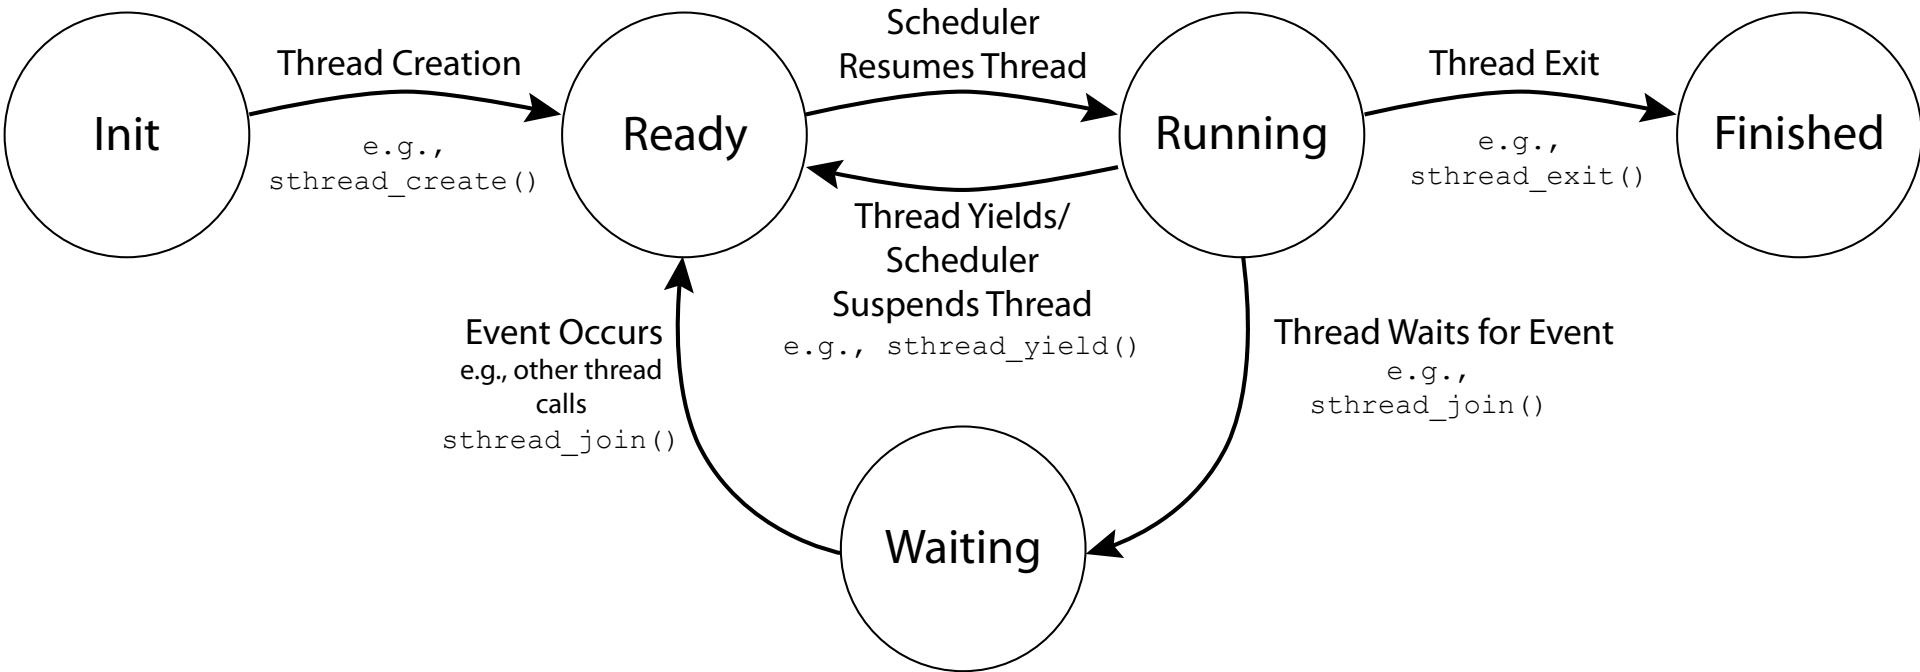 Init
Thread Creation
e.g.,
sthread_create()
Ready
Scheduler
Resumes Thread
Running
Thread Exit
e.g.,
sthread_exit()
Finished
Thread Yields/
Scheduler
Suspends Thread
e.g., sthread_yield()
Event Occurs
e.g., other thread
calls
sthread_join()
Thread Waits for Event
e.g.,
sthread_join()
Waiting